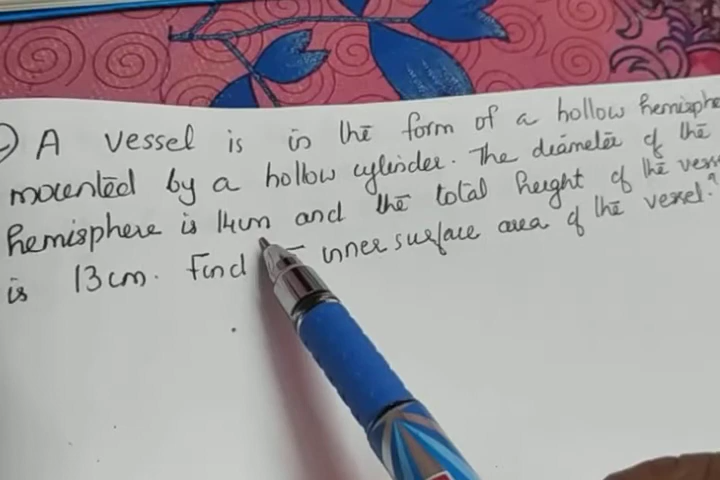 A vessel is in the form of a hollow hemisphe
mounted by a hollow cylinder. The diameter of the
hemisphere is 14cm and the total height of the vess
is 13cm. Find inner surface area of the vessel.?